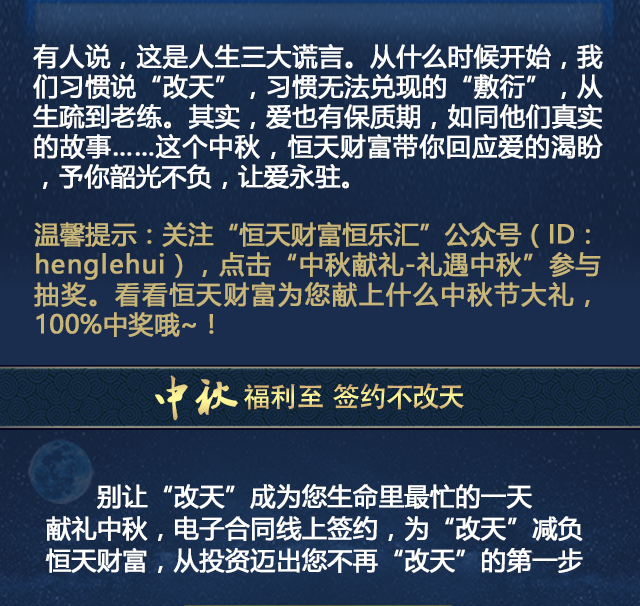 有人说，这是人生三大谎言。从什么时候开始，我
们习惯说“改天”，习惯无法兑现的“敷衍”，从
生疏到老练。其实，爱也有保质期，如同他们真实
的故事……这个中秋，恒天财富带你回应爱的渴盼
，予你韶光不负，让爱永驻。
温馨提示：关注“恒天财富恒乐汇”公众号（ID：
henglehui），点击“中秋献礼-礼遇中秋”参与
抽奖。看看恒天财富为您献上什么中秋节大礼，
100%中奖哦~！
中秋 福利至 签约不改天
别让“改天”成为您生命里最忙的一天
献礼中秋，电子合同线上签约，为“改天”减负
恒天财富，从投资迈出您不再“改天”的第一步